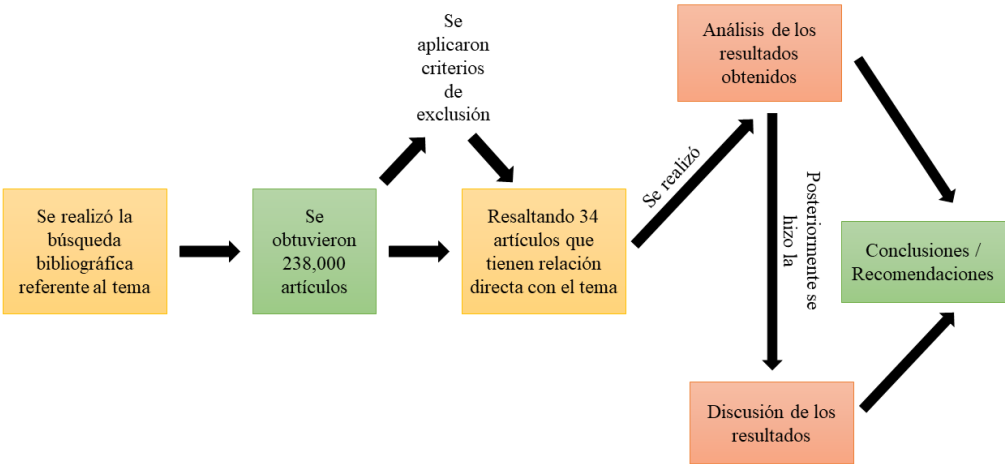 Se realizó la
búsqueda
bibliográfica
referente al tema
Se
obtuvieron
238,000
artículos
Se
aplicaron
criterios
de
exclusión
Resaltando 34
artículos que
tienen relación
directa con el tema
Se realizó
Análisis de los
resultados
obtenidos
Posteriormente se
hizo la
Discusión de los
resultados
Conclusiones /
Recomendaciones